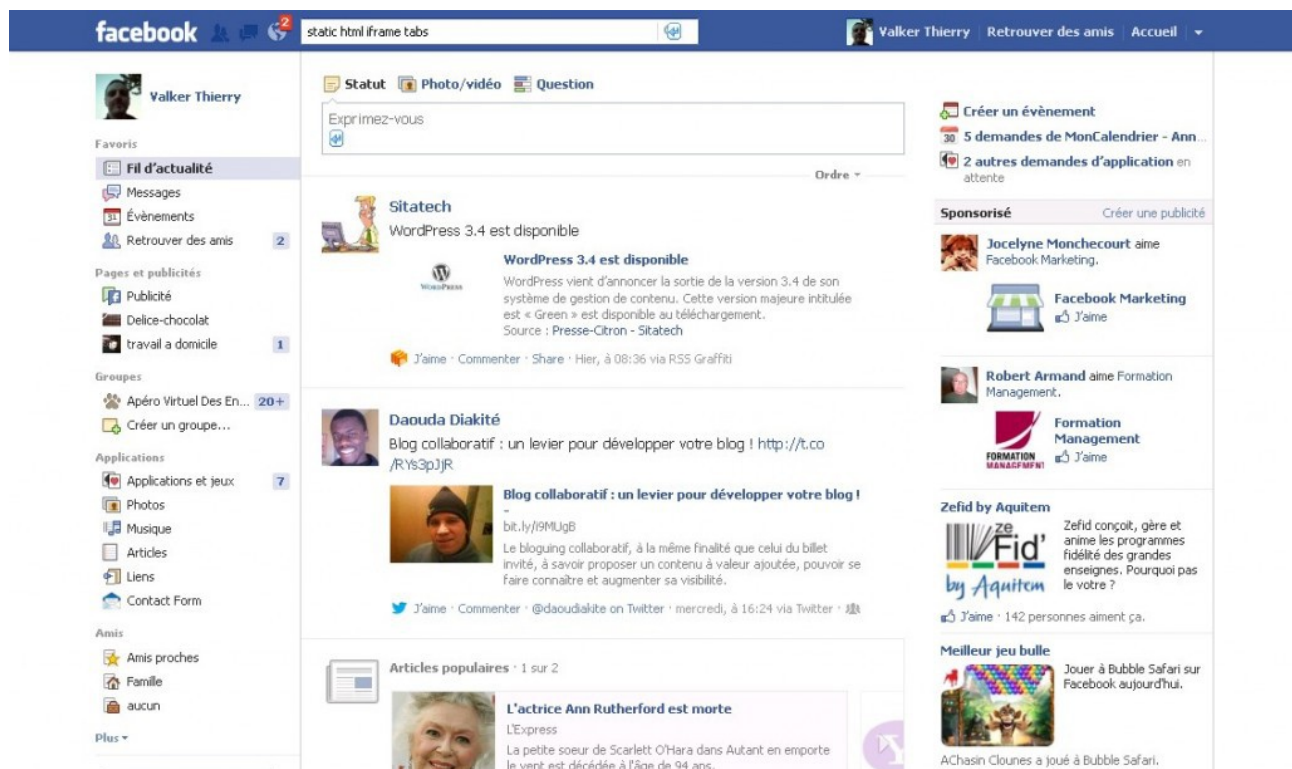 facebook
2
static html iframe tabs
Valker Thierry
Retrouver des amis
Accueil
Valker Thierry
Favoris
Fil d'actualité
Messages
31 Évènements
Retrouver des amis 2
Pages et publicités
Publicité
Delice-chocolat
travail a domicile 1
Groupes
Apéro Virtuel Des En... 20+
Créer un groupe...
Applications
Applications et jeux 7
Photos
Musique
Articles
Liens
Contact Form
Amis
Amis proches
Famille
aucun
Plus
Statut Photo/vidéo Question
Exprimez-vous
Ordre
Sitatech
WordPress 3.4 est disponible
WORDPRESS
WordPress 3.4 est disponible
WordPress vient d'annoncer la sortie de la version 3.4 de son
système de gestion de contenu. Cette version majeure intitulée
est « Green » est disponible au téléchargement.
Source : Presse-Citron - Sitatech
J'aime · Commenter · Share · Hier, à 08:36 via RSS Graffiti
Daouda Diakité
Blog collaboratif : un levier pour développer votre blog ! http://t.co
/RYs3pJjR
Blog collaboratif : un levier pour développer votre blog !
-
bit.ly/I9MUgB
Le bloguing collaboratif, à la même finalité que celui du billet
invité, à savoir proposer un contenu à valeur ajoutée, pouvoir se
faire connaître et augmenter sa visibilité.
J'aime · Commenter · @daoudiakite on Twitter · mercredi, à 16:24 via Twitter ·
Articles populaires · 1 sur 2
L'actrice Ann Rutherford est morte
L'Express
La petite soeur de Scarlett O'Hara dans Autant en emporte
le vent est décédée à l'âge de 94 ans.
Créer un évènement
30 5 demandes de MonCalendrier - Ann...
2 autres demandes d'application en
attente
Sponsorisé Créer une publicité
Jocelyne Monchecourt aime
Facebook Marketing.
Facebook Marketing
J'aime
Robert Armand aime Formation
Management.
FORMATION
MANAGEMENT
Formation
Management
J'aime
Zefid by Aquitem
ze
Fid'
by Aquitem
Zefid conçoit, gère et
anime les programmes
fidélité des grandes
enseignes. Pourquoi pas
le votre ?
J'aime · 142 personnes aiment ça.
Meilleur jeu bulle
Jouer à Bubble Safari sur
Facebook aujourd'hui.
AChasin Clounes a joué à Bubble Safari.